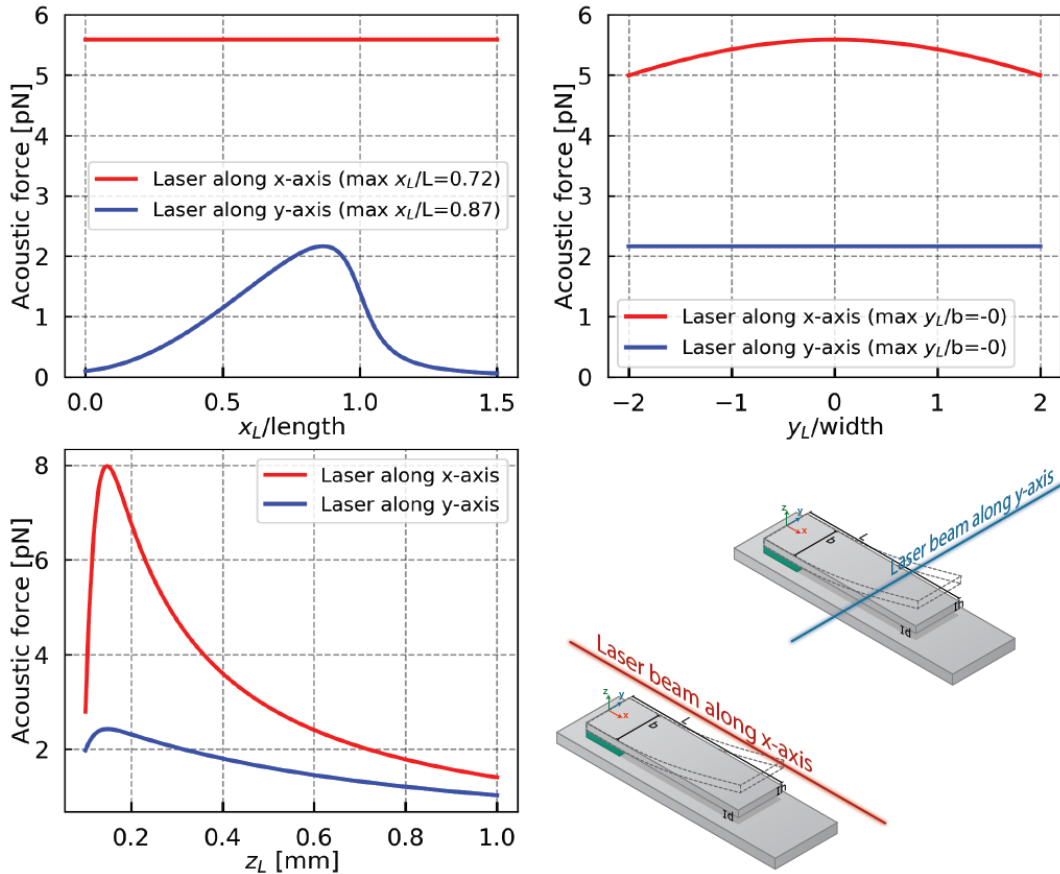 6
5
4
3
2
1
0
Acoustic force [pN]
Laser along x-axis (max x_L/L=0.72)
Laser along y-axis (max x_L/L=0.87)
0.0 0.5 1.0 1.5
x_L/length
6
5
4
3
2
1
0
Acoustic force [pN]
Laser along x-axis (max y_L/b=-0)
Laser along y-axis (max y_L/b=-0)
−2 −1 0 1 2
y_L/width
8
6
4
2
Acoustic force [pN]
Laser along x-axis
Laser along y-axis
0.2 0.4 0.6 0.8 1.0
z_L [mm]
Laser beam along y-axis
z
y
x
L
b
h
d
Laser beam along x-axis
z
y
x
L
b
h
d